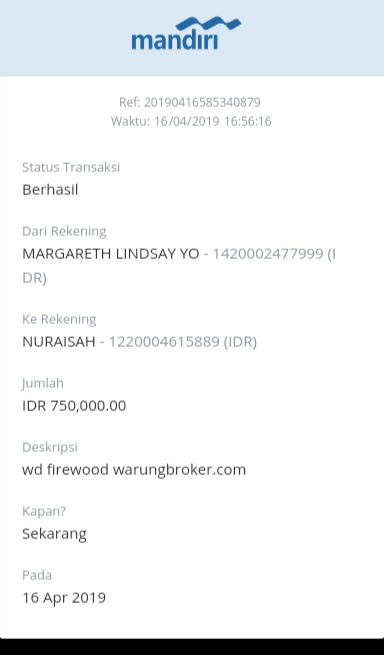 mandırı
Ref: 20190416585340879
Waktu: 16/04/2019 16:56:16
Status Transaksi
Berhasil
Dari Rekening
MARGARETH LINDSAY YO - 1420002477999 (I
DR)
Ke Rekening
NURAISAH - 1220004615889 (IDR)
Jumlah
IDR 750,000.00
Deskripsi
wd firewood warungbroker.com
Kapan?
Sekarang
Pada
16 Apr 2019